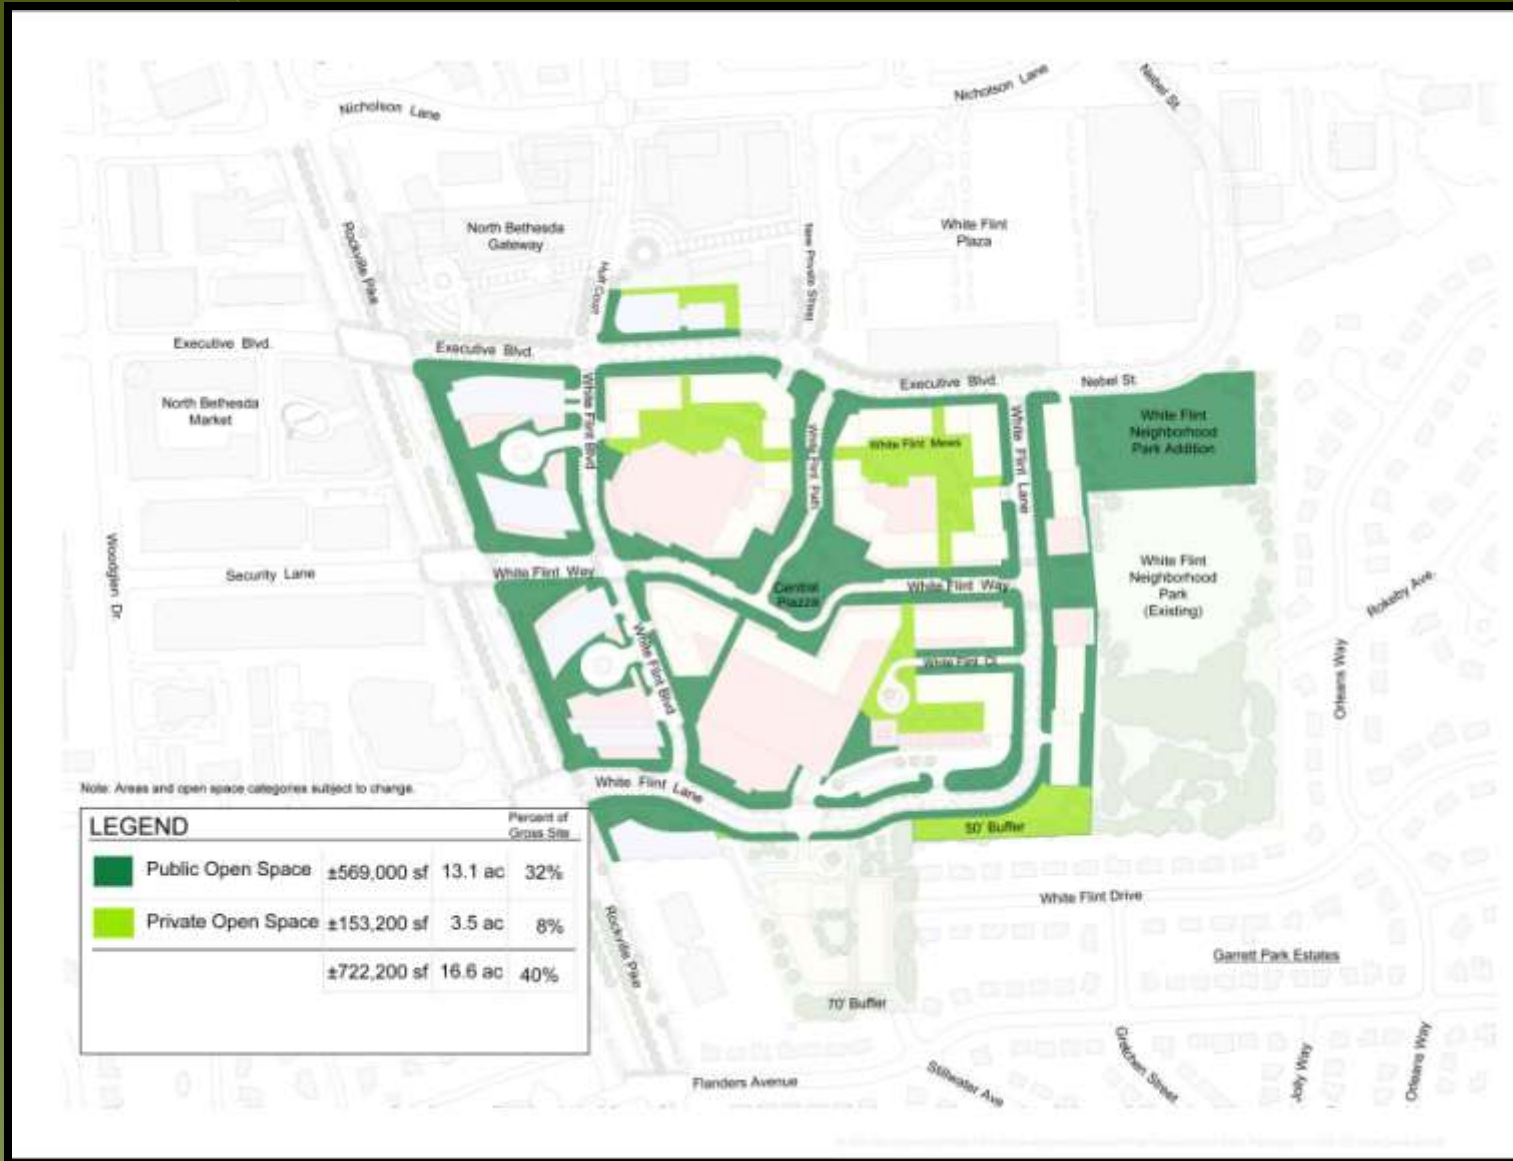 Nicholson Lane
Nicholson Lane
Nebel St.
Rockville Pike
North Bethesda
Gateway
Huff Court
New Private Street
White Flint
Plaza
Executive Blvd.
Executive Blvd.
Executive Blvd.
Nebel St.
North Bethesda
Market
White Flint Blvd
White Flint Path
White Flint Mews
White Flint Lane
White Flint
Neighborhood
Park Addition
Woodglen Dr.
Security Lane
White Flint Way
Central
Piazza
White Flint Way
White Flint
Neighborhood
Park
(Existing)
Rokeby Ave.
Orleans Way
White Flint Blvd
White Flint Ct.
White Flint Lane
50' Buffer
White Flint Drive
Rockville Pike
Garrett Park Estates
70' Buffer
Flanders Avenue
Stillwater Ave
Gretchen Street
Jolly Way
Orleans Way
Note: Areas and open space categories subject to change.
LEGEND
Percent of
Gross Site
Public Open Space ±569,000 sf 13.1 ac 32%
Private Open Space ±153,200 sf 3.5 ac 8%
±722,200 sf 16.6 ac 40%